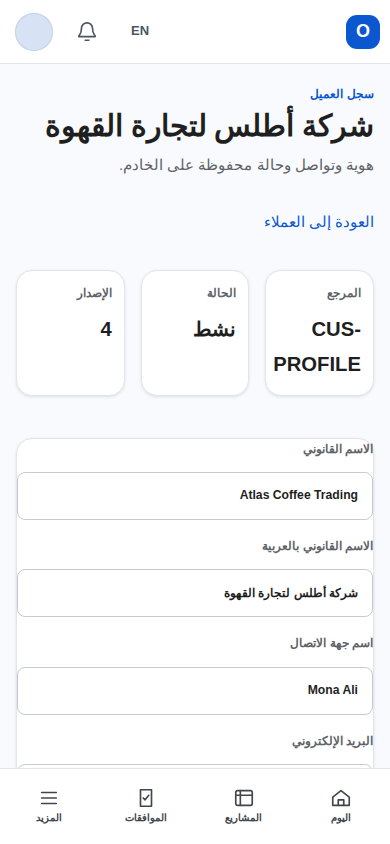 O
EN
سجل العميل
شركة أطلس لتجارة القهوة
هوية وتواصل وحالة محفوظة على الخادم.
العودة إلى العملاء
المرجع
CUS-
PROFILE
الحالة
نشط
الإصدار
4
الاسم القانوني
Atlas Coffee Trading
الاسم القانوني بالعربية
شركة أطلس لتجارة القهوة
اسم جهة الاتصال
Mona Ali
البريد الإلكتروني
اليوم
المشاريع
الموافقات
المزيد